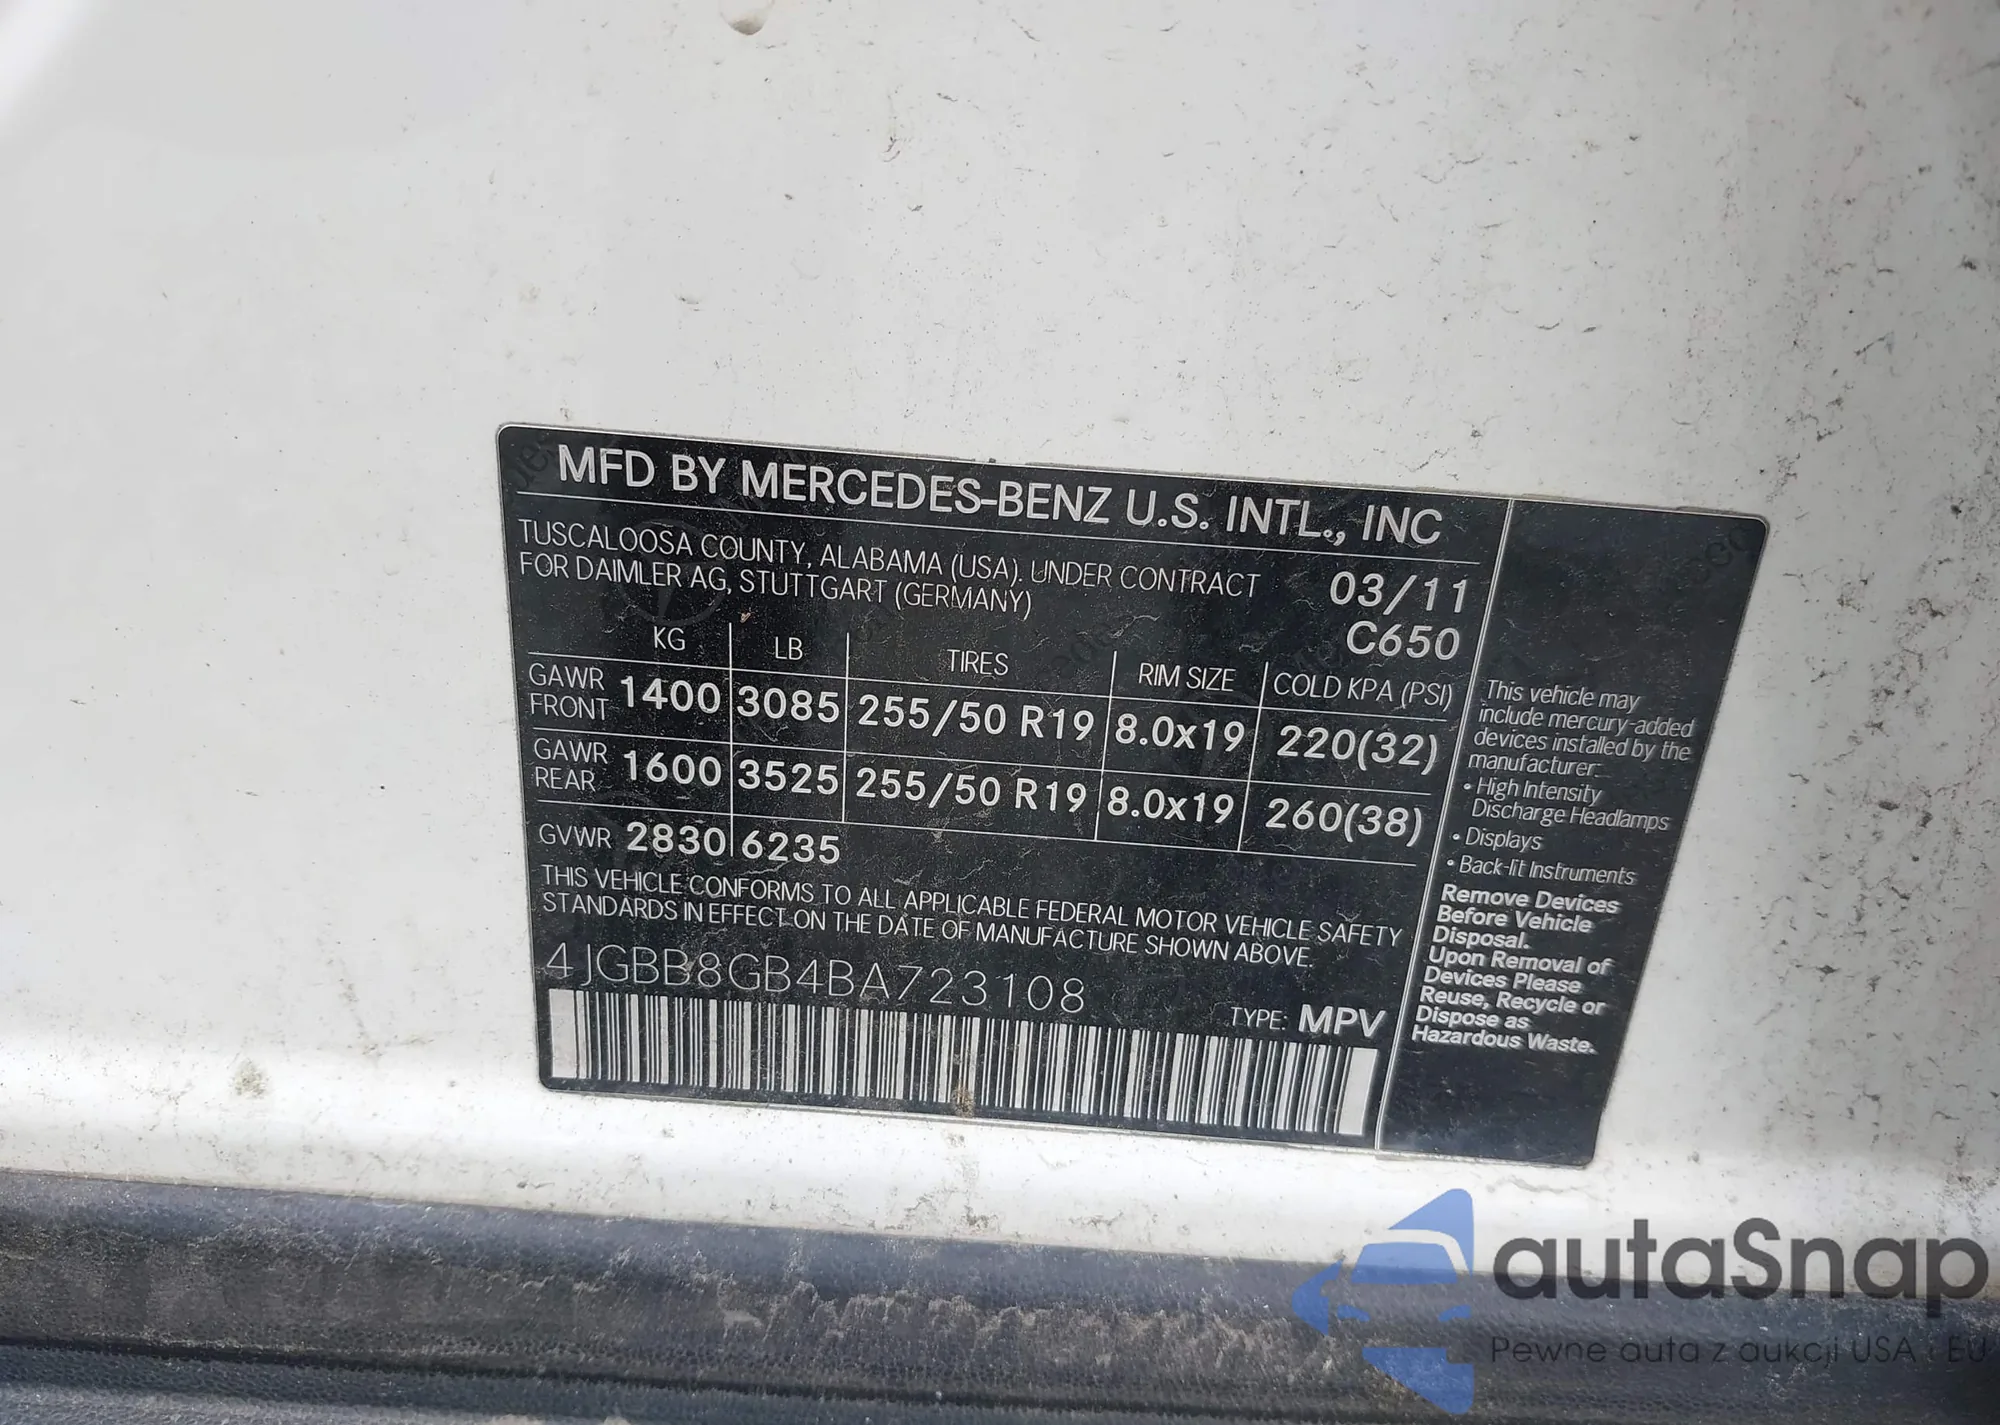 MFD BY MERCEDES-BENZ U.S. INTL., INC
TUSCALOOSA COUNTY, ALABAMA (USA). UNDER CONTRACT
FOR DAIMLER AG, STUTTGART (GERMANY)
03/11
C650
KG LB TIRES RIM SIZE COLD KPA (PSI)
GAWR FRONT 1400 3085 255/50 R19 8.0x19 220(32)
GAWR REAR 1600 3525 255/50 R19 8.0x19 260(38)
GVWR 2830 6235
THIS VEHICLE CONFORMS TO ALL APPLICABLE FEDERAL MOTOR VEHICLE SAFETY
STANDARDS IN EFFECT ON THE DATE OF MANUFACTURE SHOWN ABOVE.
4JGBB8GB4BA723108
TYPE: MPV
This vehicle may
include mercury-added
devices installed by the
manufacturer:
• High Intensity
Discharge Headlamps
• Displays
• Back-lit Instruments
Remove Devices
Before Vehicle
Disposal.
Upon Removal of
Devices Please
Reuse, Recycle or
Dispose as
Hazardous Waste.
autaSnap
Pewne auta z aukcji USA i EU